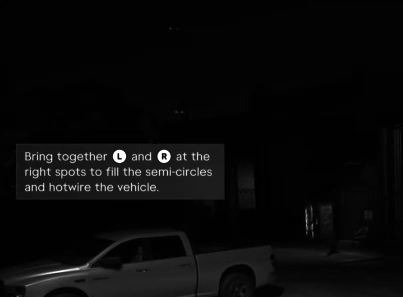 Bring together L and R at the
right spots to fill the semi-circles
and hotwire the vehicle.